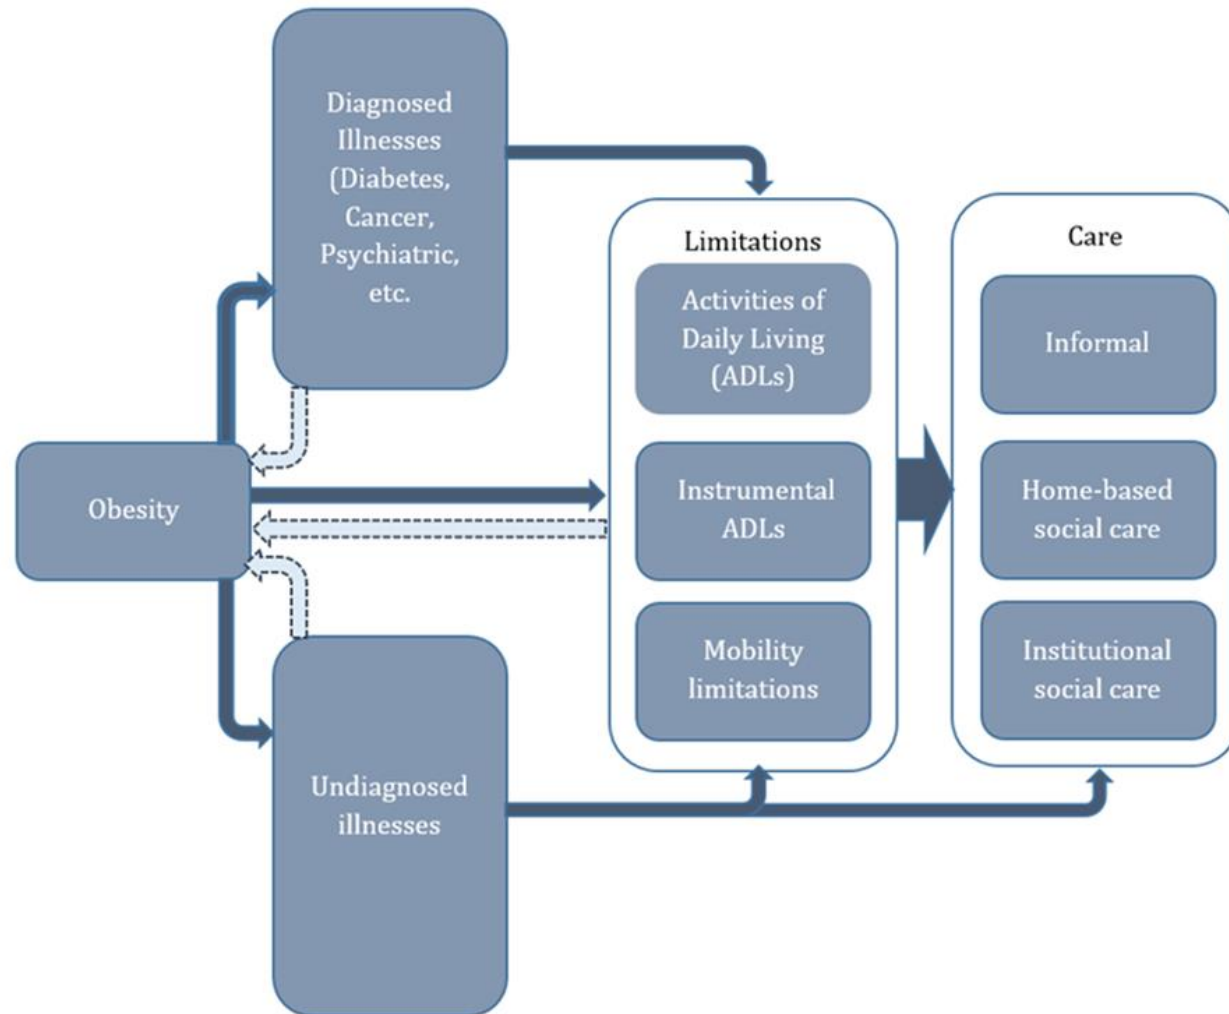 Diagnosed
Illnesses
(Diabetes,
Cancer,
Psychiatric,
etc.
Obesity
Undiagnosed
illnesses
Limitations
Activities of
Daily Living
(ADLs)
Instrumental
ADLs
Mobility
limitations
Care
Informal
Home-based
social care
Institutional
social care